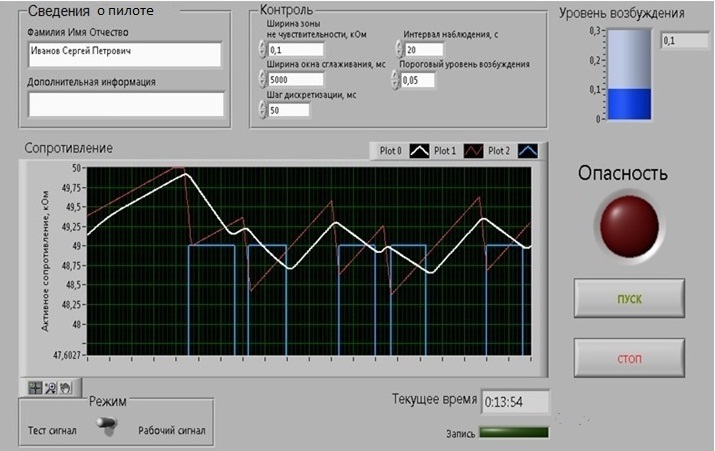 Сведения о пилоте
Фамилия Имя Отчество
Иванов Сергей Петрович
Дополнительная информация
Контроль
Ширина зоны
не чувствительности, кОм
0,1
Ширина окна сглаживания, мс
5000
Шаг дискретизации, мс
50
Интервал наблюдения, с
20
Пороговый уровень возбуждения
0,05
Уровень возбуждения
0,3
0,2
0,1
0
0,1
Сопротивление
Plot 0 Plot 1 Plot 2
Активное сопротивление, кОм
50
49,75
49,5
49,25
49
48,75
48,5
48,25
48
47,6027
Опасность
ПУСК
СТОП
Режим
Тест сигнал Рабочий сигнал
Текущее время 0:13:54
Запись